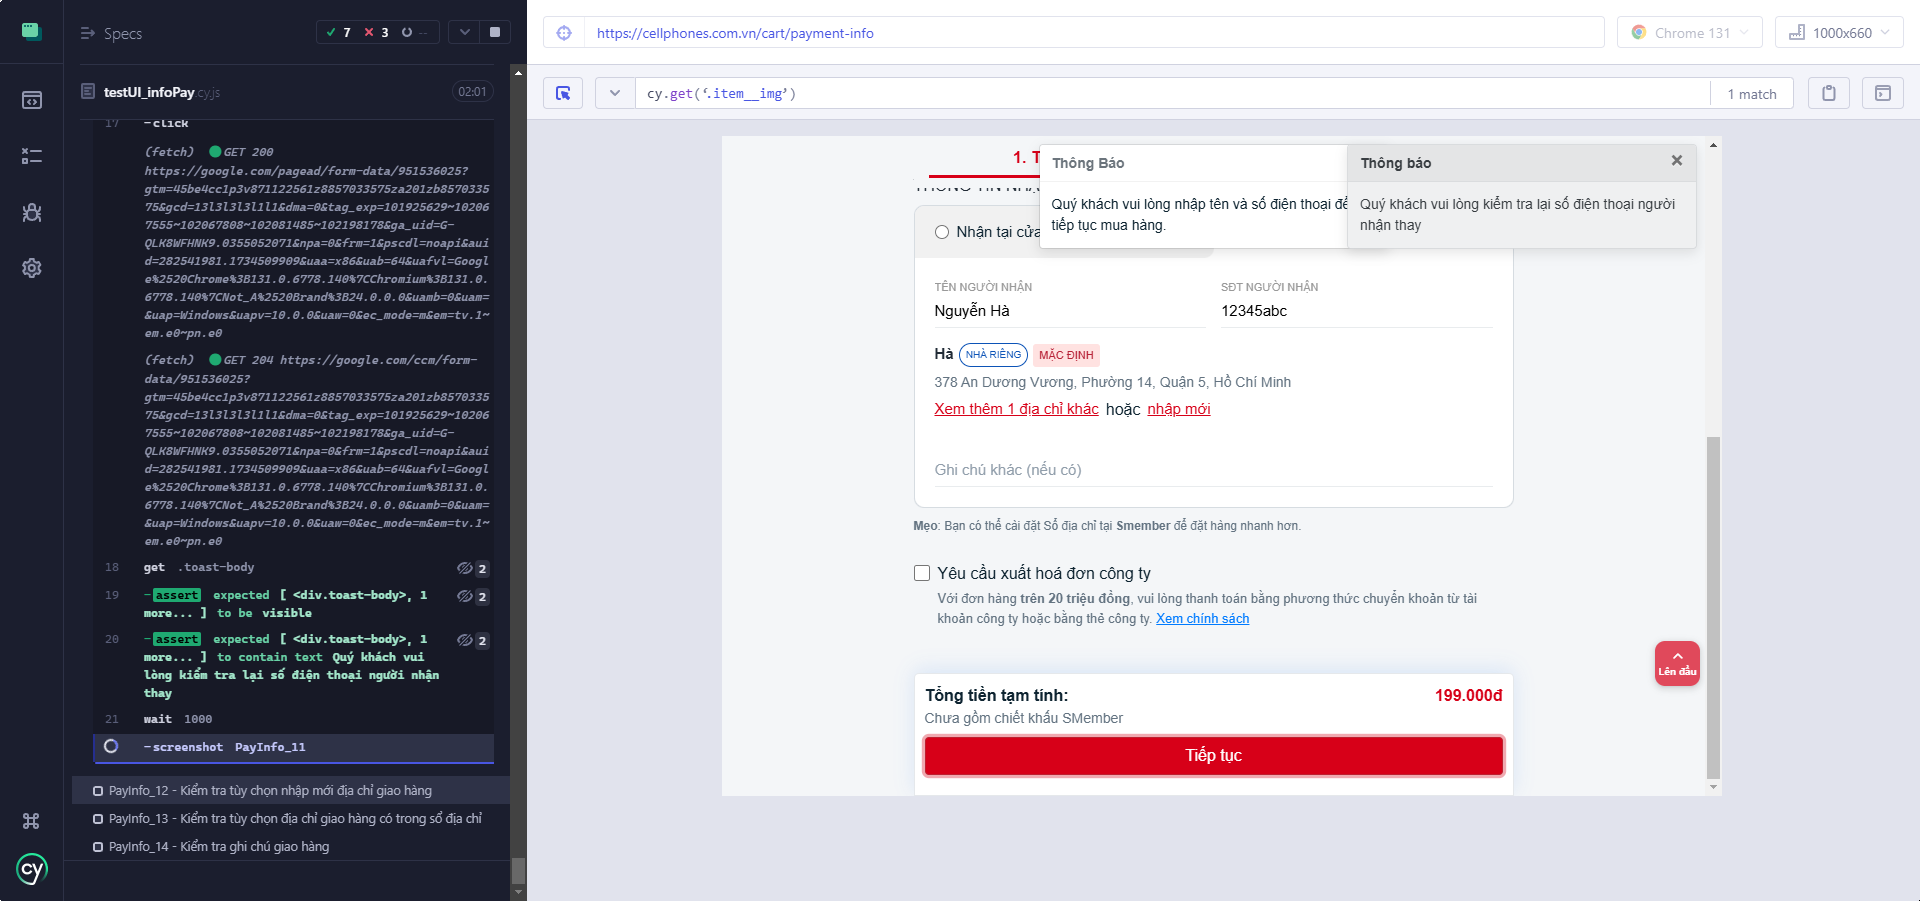 Specs
7
3
--
testUI_infoPay.cy.js
02:01
17 -click
(fetch) GET 200
https://google.com/pagead/form-data/951536025?
gtm=45be4cc1p3v871122561z8857033575za201zb8570335
75&gcd=13l3l3l3l1l1&dma=0&tag_exp=101925629~10206
7555~102067808~102081485~102198178&ga_uid=G-
QLK8WFHNK9.0355052071&npa=0&frm=1&pscdl=noapi&aui
d=282541981.1734509909&uaa=x86&uab=64&uafvl=Googl
e%2520Chrome%3B131.0.6778.140%7CChromium%3B131.0.
6778.140%7CNot_A%2520Brand%3B24.0.0.0&uamb=0&uam=
&uap=Windows&uapv=10.0.0&uaw=0&ec_mode=m&em=tv.1~
em.e0~pn.e0
(fetch) GET 204 https://google.com/ccm/form-
data/951536025?
gtm=45be4cc1p3v871122561z8857033575za201zb8570335
75&gcd=13l3l3l3l1l1&dma=0&tag_exp=101925629~10206
7555~102067808~102081485~102198178&ga_uid=G-
QLK8WFHNK9.0355052071&npa=0&frm=1&pscdl=noapi&aui
d=282541981.1734509909&uaa=x86&uab=64&uafvl=Googl
e%2520Chrome%3B131.0.6778.140%7CChromium%3B131.0.
6778.140%7CNot_A%2520Brand%3B24.0.0.0&uamb=0&uam=
&uap=Windows&uapv=10.0.0&uaw=0&ec_mode=m&em=tv.1~
em.e0~pn.e0
18 get .toast-body 2
19 -assert expected [ <div.toast-body>, 1 2
more... ] to be visible
20 -assert expected [ <div.toast-body>, 1 2
more... ] to contain text Quý khách vui
lòng kiểm tra lại số điện thoại người nhận
thay
21 wait 1000
-screenshot PayInfo_11
PayInfo_12 - Kiểm tra tùy chọn nhập mới địa chỉ giao hàng
PayInfo_13 - Kiểm tra tùy chọn địa chỉ giao hàng có trong sổ địa chỉ
PayInfo_14 - Kiểm tra ghi chú giao hàng
cy
https://cellphones.com.vn/cart/payment-info
Chrome 131
1000x660
cy.get(‘.item__img’)
1 match
1. T
THÔNG TIN NHẬ
Thông Báo
Quý khách vui lòng nhập tên và số điện thoại để
tiếp tục mua hàng.
Thông báo
Quý khách vui lòng kiểm tra lại số điện thoại người
nhận thay
Nhận tại cửa
TÊN NGƯỜI NHẬN
Nguyễn Hà
SĐT NGƯỜI NHẬN
12345abc
Hà NHÀ RIÊNG MẶC ĐỊNH
378 An Dương Vương, Phường 14, Quận 5, Hồ Chí Minh
Xem thêm 1 địa chỉ khác hoặc nhập mới
Ghi chú khác (nếu có)
Mẹo: Bạn có thể cài đặt Sổ địa chỉ tại Smember để đặt hàng nhanh hơn.
Yêu cầu xuất hoá đơn công ty
Với đơn hàng trên 20 triệu đồng, vui lòng thanh toán bằng phương thức chuyển khoản từ tài
khoản công ty hoặc bằng thẻ công ty. Xem chính sách
Lên đầu
Tổng tiền tạm tính: 199.000đ
Chưa gồm chiết khấu SMember
Tiếp tục